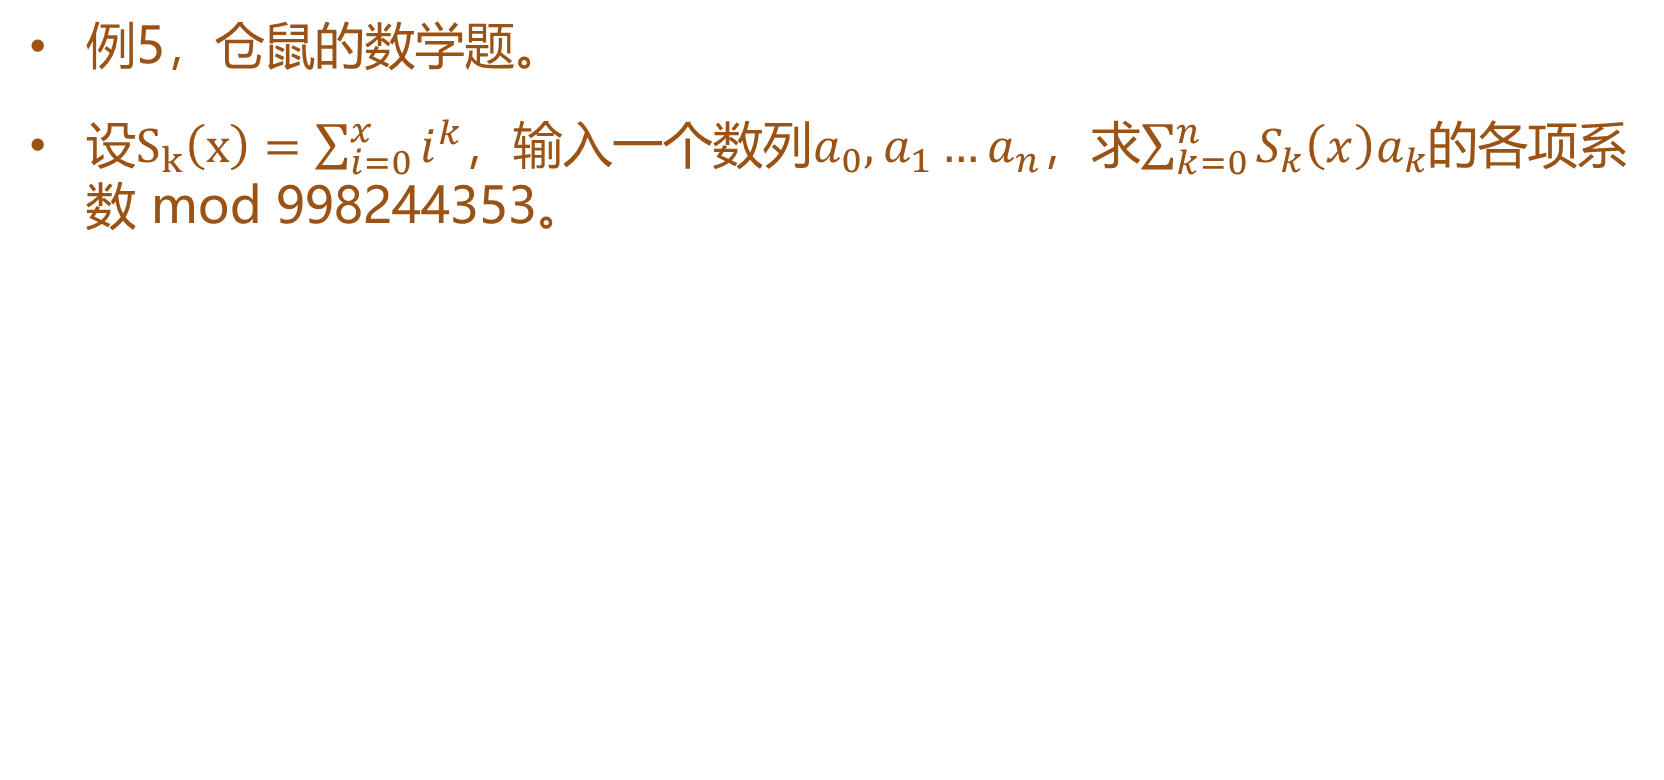 • 例5，仓鼠的数学题。
• 设S_k(x) = ∑_{i=0}^{x} i^k，输入一个数列a_0, a_1 … a_n，求∑_{k=0}^{n} S_k(x)a_k的各项系
数 mod 998244353。